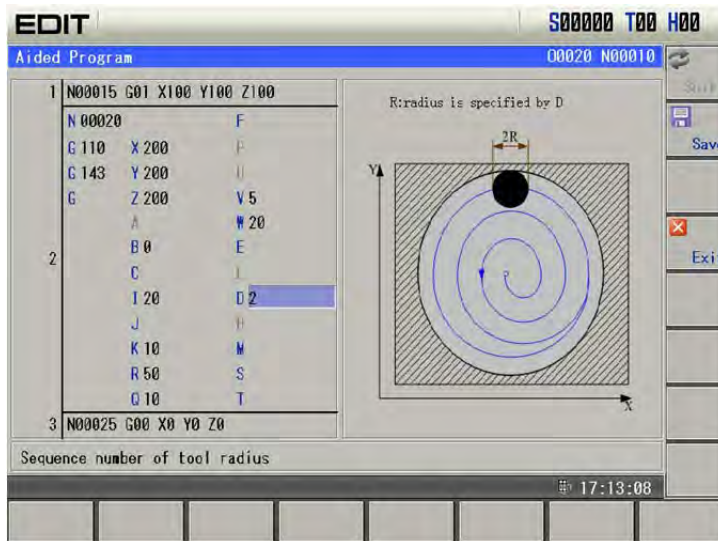 EDIT S00000 T00 H00
Aided Program O0020 N00010
1 N00015 G01 X100 Y100 Z100
N 00020 F
G 110 X 200 P
G 143 Y 200 U
G Z 200 V 5
A W 20
2 B 0 E
C L
I 20 D 2
J H
K 10 M
R 50 S
Q 10 T
3 N00025 G00 X0 Y0 Z0
R:radius is specified by D
2R
Y
P
X
Save
Exi
Sequence number of tool radius
17:13:08